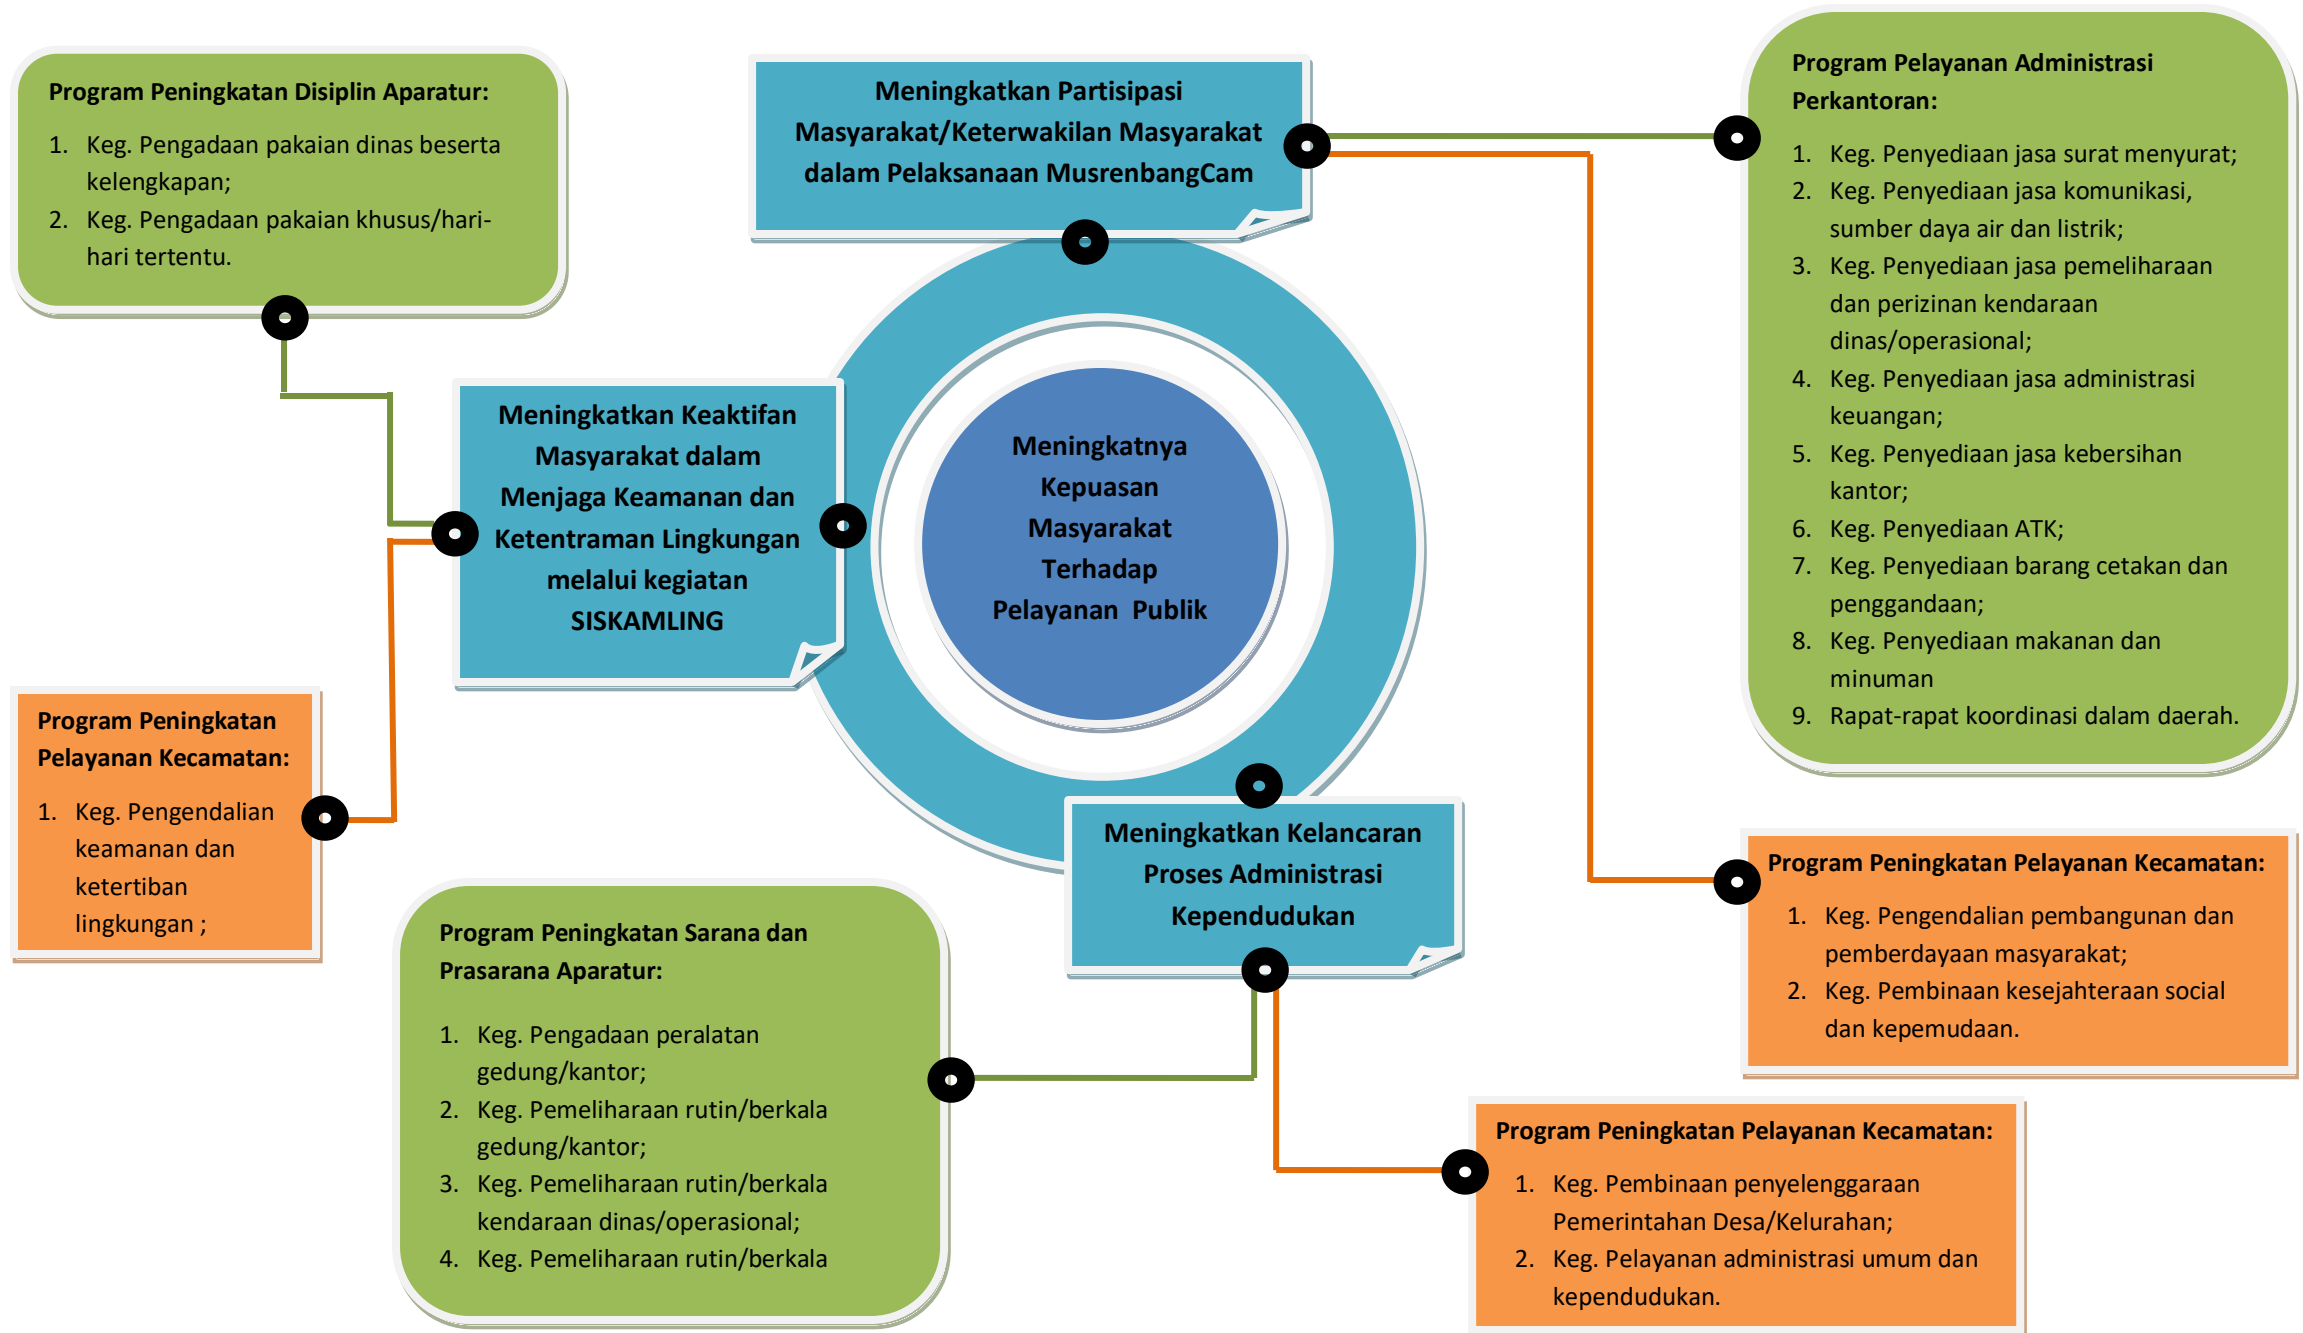 Program Peningkatan Disiplin Aparatur:
1. Keg. Pengadaan pakaian dinas beserta
kelengkapan;
2. Keg. Pengadaan pakaian khusus/hari-
hari tertentu.
Meningkatkan Partisipasi
Masyarakat/Keterwakilan Masyarakat
dalam Pelaksanaan MusrenbangCam
Program Pelayanan Administrasi
Perkantoran:
1. Keg. Penyediaan jasa surat menyurat;
2. Keg. Penyediaan jasa komunikasi,
sumber daya air dan listrik;
3. Keg. Penyediaan jasa pemeliharaan
dan perizinan kendaraan
dinas/operasional;
4. Keg. Penyediaan jasa administrasi
keuangan;
5. Keg. Penyediaan jasa kebersihan
kantor;
6. Keg. Penyediaan ATK;
7. Keg. Penyediaan barang cetakan dan
penggandaan;
8. Keg. Penyediaan makanan dan
minuman
9. Rapat-rapat koordinasi dalam daerah.
Meningkatkan Keaktifan
Masyarakat dalam
Menjaga Keamanan dan
Ketentraman Lingkungan
melalui kegiatan
SISKAMLING
Meningkatnya
Kepuasan
Masyarakat
Terhadap
Pelayanan Publik
Program Peningkatan
Pelayanan Kecamatan:
1. Keg. Pengendalian
keamanan dan
ketertiban
lingkungan ;
Meningkatkan Kelancaran
Proses Administrasi
Kependudukan
Program Peningkatan Pelayanan Kecamatan:
1. Keg. Pengendalian pembangunan dan
pemberdayaan masyarakat;
2. Keg. Pembinaan kesejahteraan social
dan kepemudaan.
Program Peningkatan Sarana dan
Prasarana Aparatur:
1. Keg. Pengadaan peralatan
gedung/kantor;
2. Keg. Pemeliharaan rutin/berkala
gedung/kantor;
3. Keg. Pemeliharaan rutin/berkala
kendaraan dinas/operasional;
4. Keg. Pemeliharaan rutin/berkala
Program Peningkatan Pelayanan Kecamatan:
1. Keg. Pembinaan penyelenggaraan
Pemerintahan Desa/Kelurahan;
2. Keg. Pelayanan administrasi umum dan
kependudukan.